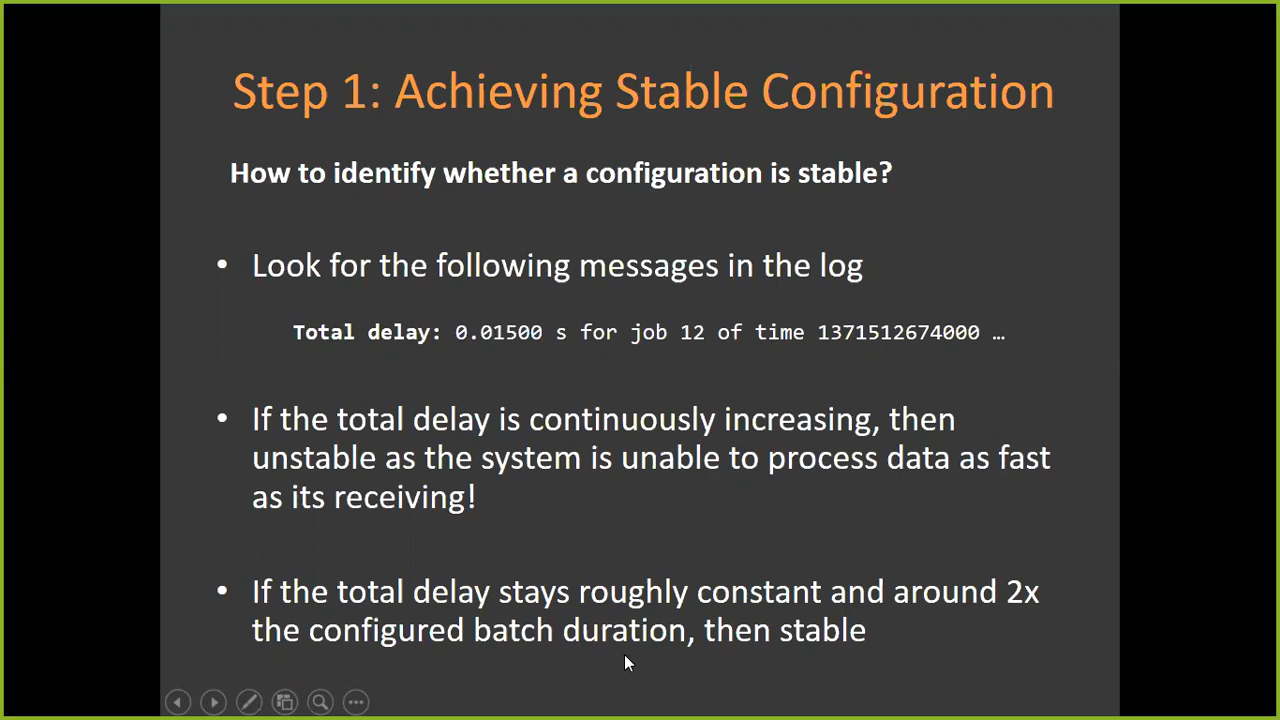 Step 1: Achieving Stable Configuration
How to identify whether a configuration is stable?
• Look for the following messages in the log
Total delay: 0.01500 s for job 12 of time 1371512674000 …
• If the total delay is continuously increasing, then
unstable as the system is unable to process data as fast
as its receiving!
• If the total delay stays roughly constant and around 2x
the configured batch duration, then stable